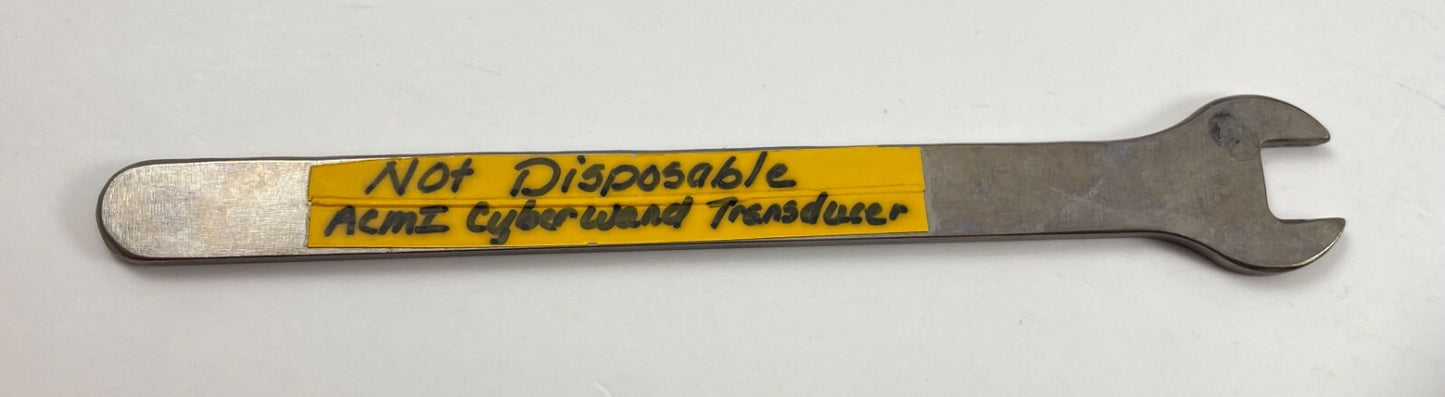 Not Disposable
ACMI Cyberwand Transducer